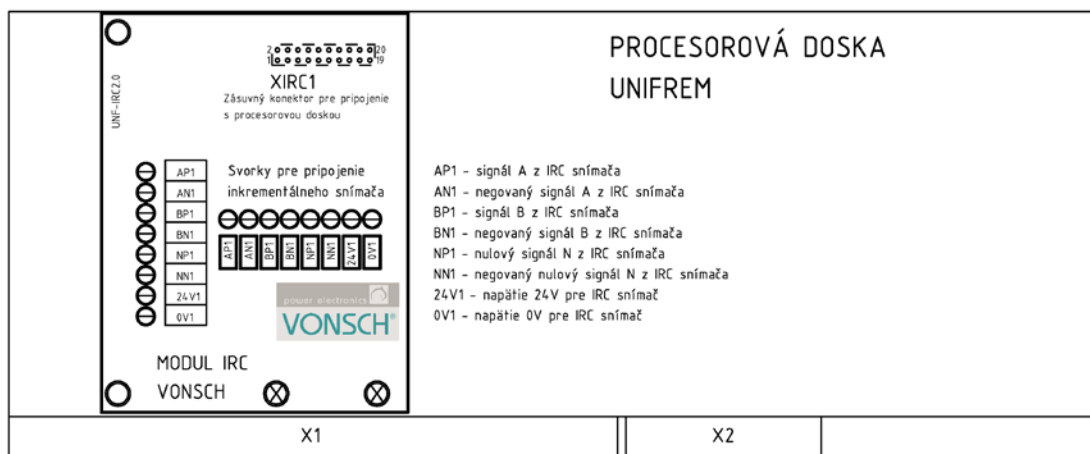 PROCESOROVÁ DOSKA
UNIFREM
UNF-IRC2.0
2 20
1 19
XIRC1
Zásuvný konektor pre pripojenie
s procesorovou doskou
Svorky pre pripojenie
inkrementálneho snímača
AP1
AN1
BP1
BN1
NP1
NN1
24V1
0V1
AP1 AN1 BP1 BN1 NP1 NN1 24V1 0V1
power electronics
VONSCH®
MODUL IRC
VONSCH
AP1 - signál A z IRC snímača
AN1 - negovaný signál A z IRC snímača
BP1 - signál B z IRC snímača
BN1 - negovaný signál B z IRC snímača
NP1 - nulový signál N z IRC snímača
NN1 - negovaný nulový signál N z IRC snímača
24V1 - napätie 24V pre IRC snímač
0V1 - napätie 0V pre IRC snímač
X1 X2